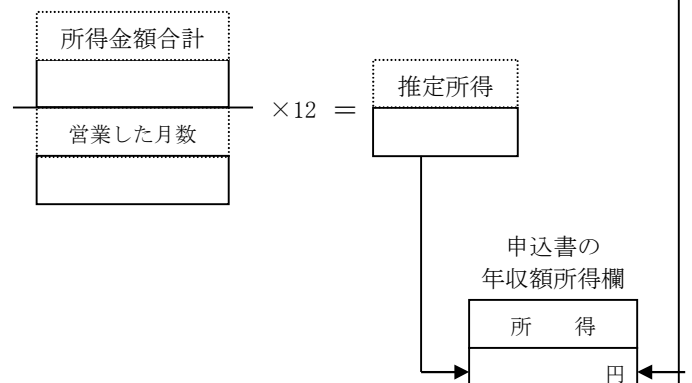 所得金額合計
営業した月数
×12 ＝
推定所得
申込書の
年収額所得欄
所　得
円